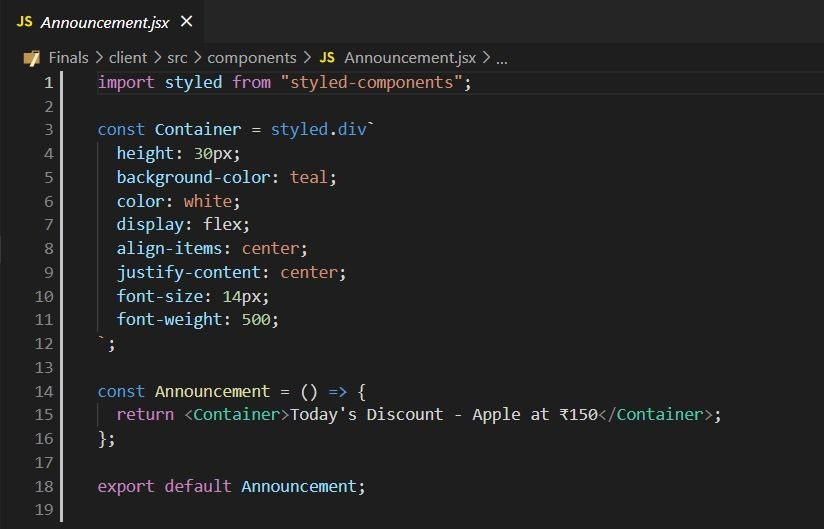 JS Announcement.jsx ×
Finals > client > src > components > JS Announcement.jsx > ...
1 import styled from "styled-components";
2
3 const Container = styled.div`
4   height: 30px;
5   background-color: teal;
6   color: white;
7   display: flex;
8   align-items: center;
9   justify-content: center;
10   font-size: 14px;
11   font-weight: 500;
12 `;
13
14 const Announcement = () => {
15   return <Container>Today's Discount - Apple at ₹150</Container>;
16 };
17
18 export default Announcement;
19